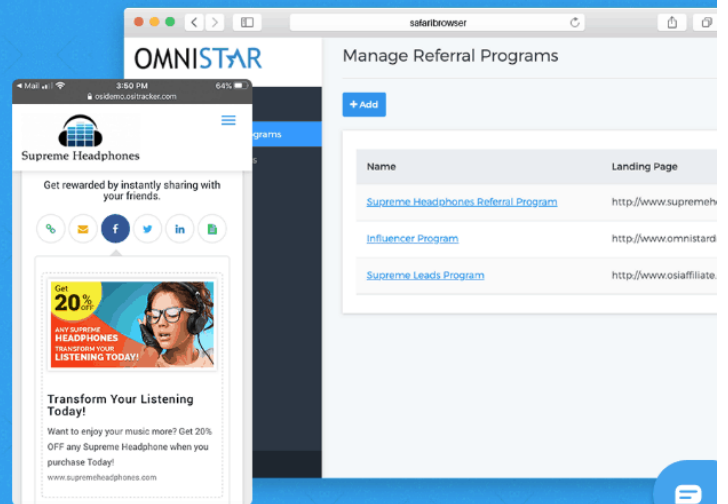 safaribrowser
OMNISTAR
Manage Referral Programs
+ Add
grams
s
Name
Landing Page
Supreme Headphones Referral Program
http://www.supremeh
Influencer Program
http://www.omnistard
Supreme Leads Program
http://www.osiaffiliate.
Mail
3:50 PM
64%
osidemo.ositracker.com
Supreme Headphones
Get rewarded by instantly sharing with
your friends.
f
in
Get
20%
OFF
ANY SUPREME
HEADPHONES
TRANSFORM YOUR
LISTENING TODAY!
Transform Your Listening
Today!
Want to enjoy your music more? Get 20%
OFF any Supreme Headphone when you
purchase Today!
www.supremeheadphones.com